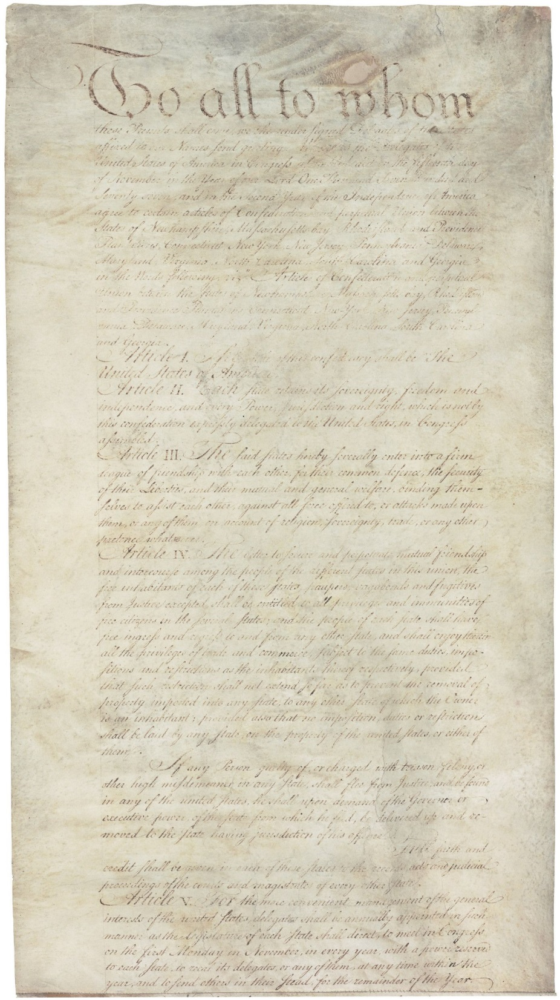 To all to whom
these Presents shall come, we the under signed Delegates of the States
affixed to our Names send greeting. Whereas the Delegates of the
United States of America in Congress assembled did on the fifteenth day
of November in the Year of our Lord One Thousand Seven Hundred and
Seventy seven, and in the Second Year of the Independence of America
agree to certain articles of Confederation and perpetual Union between the
States of Newhampshire, Massachusetts-bay, Rhodeisland and Providence
Plantations, Connecticut, New York, New Jersey, Pennsylvania, Delaware,
Maryland, Virginia, North-Carolina, South-Carolina and Georgia
in the Words following, viz. Articles of Confederation and perpetual
Union between the States of Newhampshire, Massachusetts-bay, Rhodeisland
and Providence Plantations, Connecticut, New-York, New-Jersey, Pennsyl-
vania, Delaware, Maryland, Virginia, North-Carolina, South-Carolina
and Georgia.
Article I. The Stile of this confederacy shall be "The
United States of America."
Article II. Each state retains its sovereignty, freedom and
independence, and every Power, Jurisdiction and right, which is not by
this confederation expressly delegated to the United States, in Congress
assembled.
Article III. The said states hereby severally enter into a firm
league of friendship with each other, for their common defence, the security
of their Liberties, and their mutual and general welfare, binding them-
selves to assist each other, against all force offered to, or attacks made upon
them, or any of them, on account of religion, sovereignty, trade, or any other
pretence whatever.
Article IV. The better to secure and perpetuate mutual friendship
and intercourse among the people of the different states in this union, the
free inhabitants of each of these states, paupers, vagabonds and fugitives
from Justice excepted, shall be entitled to all privileges and immunities of
free citizens in the several states; and the people of each state shall have
free ingress and regress to and from any other state, and shall enjoy therein
all the privileges of trade and commerce, subject to the same duties, impo-
sitions and restrictions as the inhabitants thereof respectively, provided
that such restriction shall not extend so far as to prevent the removal of
property imported into any state, to any other state of which the Owner
is an inhabitant; provided also that no imposition, duties or restriction
shall be laid by any state, on the property of the united states, or either of
them.
If any Person guilty of, or charged with treason, felony, or
other high misdemeanor in any state, shall flee from Justice, and be found
in any of the united states, he shall upon demand of the Governor or
executive power, of the state from which he fled, be delivered up and re-
moved to the state having jurisdiction of his offence.
Full faith and
credit shall be given in each of these states to the records, acts and judicial
proceedings of the courts and magistrates of every other state.
Article V. For the more convenient management of the general
interests of the united states, delegates shall be annually appointed in such
manner as the legislature of each state shall direct, to meet in Congress
on the first Monday in November, in every year, with a power reserved
to each state, to recal its delegates, or any of them, at any time within the
year, and to send others in their stead, for the remainder of the Year.